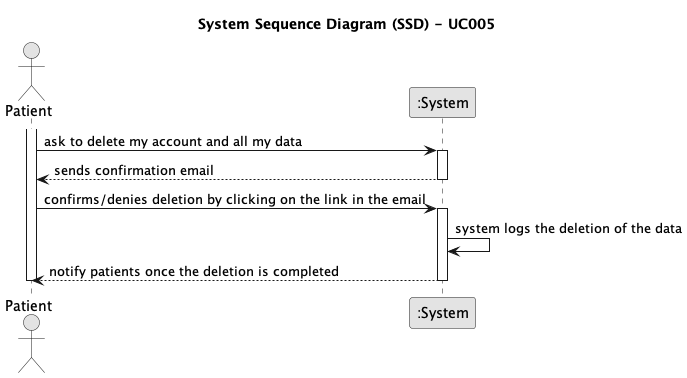 System Sequence Diagram (SSD) - UC005
Patient
:System
ask to delete my account and all my data
sends confirmation email
confirms/denies deletion by clicking on the link in the email
system logs the deletion of the data
notify patients once the deletion is completed
Patient
:System